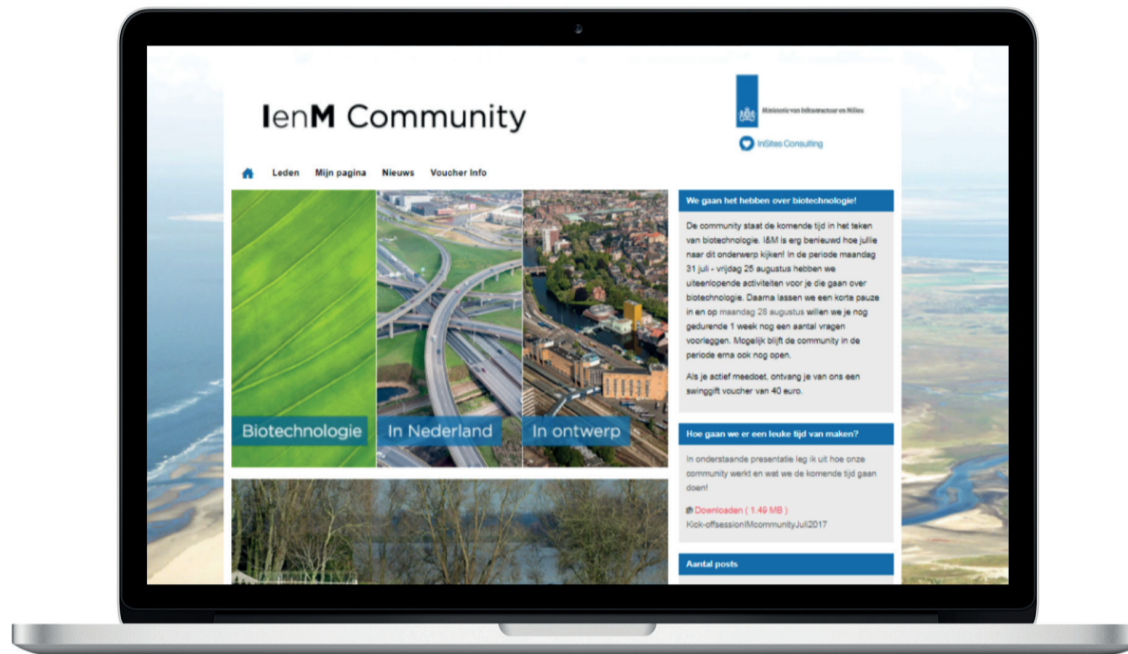 IenM Community
Ministerie van Infrastructuur en Milieu
InSites Consulting
Leden Mijn pagina Nieuws Voucher Info
Biotechnologie
In Nederland
In ontwerp
We gaan het hebben over biotechnologie!
De community staat de komende tijd in het teken
van biotechnologie. I&M is erg benieuwd hoe jullie
naar dit onderwerp kijken! In de periode maandag
31 juli - vrijdag 25 augustus hebben we
uiteenlopende activiteiten voor je die gaan over
biotechnologie. Daarna lassen we een korte pauze
in en op maandag 28 augustus willen we je nog
gedurende 1 week nog een aantal vragen
voorleggen. Mogelijk blijft de community in de
periode erna ook nog open.
Als je actief meedoet, ontvang je van ons een
swinggift voucher van 40 euro.
Hoe gaan we er een leuke tijd van maken?
In onderstaande presentatie leg ik uit hoe onze
community werkt en wat we de komende tijd gaan
doen!
Downloaden ( 1.49 MB )
Kick-offsessionIMcommunityJuli2017
Aantal posts